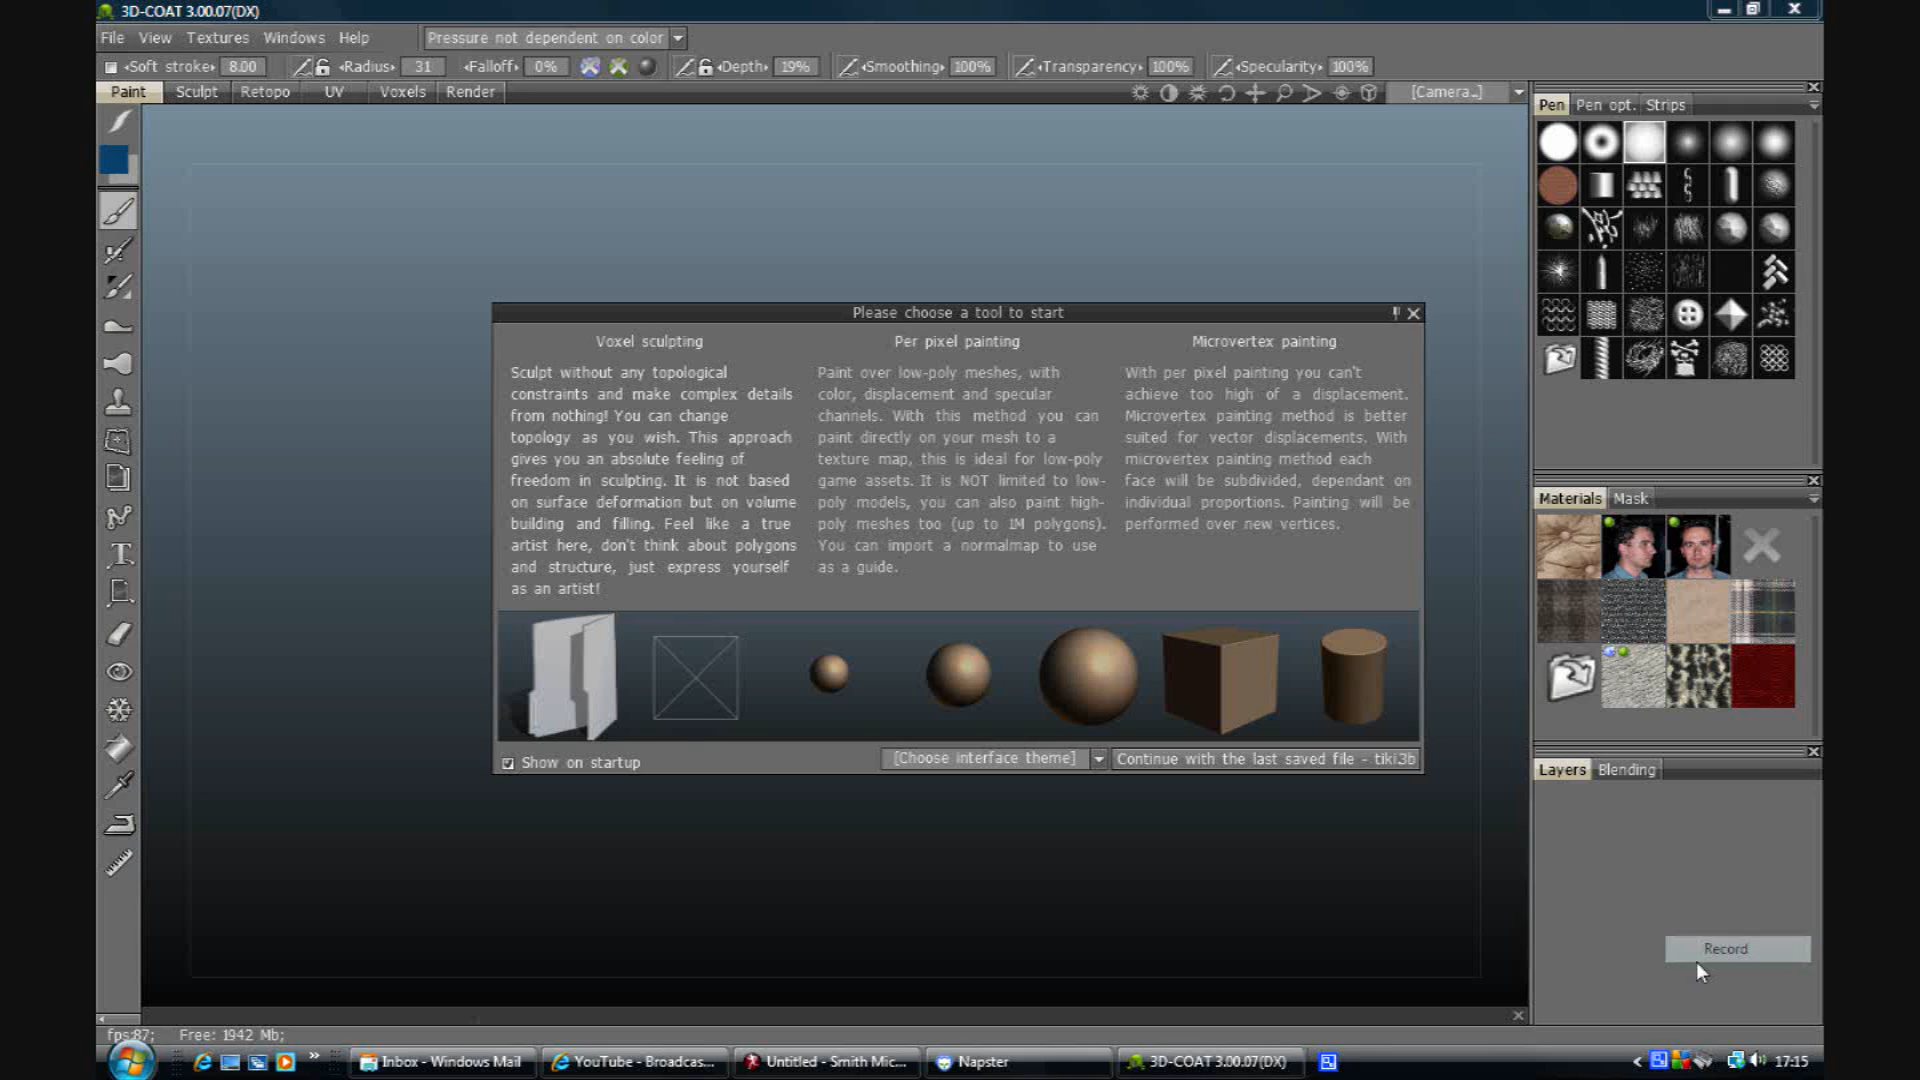 3D-COAT 3.00.07(DX)
File View Textures Windows Help
Pressure not dependent on color
Soft stroke 8.00 Radius 31 Falloff 0% Depth 19% Smoothing 100% Transparency 100% Specularity 100%
Paint Sculpt Retopo UV Voxels Render [Camera..]
Pen Pen opt. Strips
Please choose a tool to start
Voxel sculpting
Sculpt without any topological
constraints and make complex details
from nothing! You can change
topology as you wish. This approach
gives you an absolute feeling of
freedom in sculpting. It is not based
on surface deformation but on volume
building and filling. Feel like a true
artist here, don't think about polygons
and structure, just express yourself
as an artist!
Per pixel painting
Paint over low-poly meshes, with
color, displacement and specular
channels. With this method you can
paint directly on your mesh to a
texture map, this is ideal for low-poly
game assets. It is NOT limited to low-
poly models, you can also paint high-
poly meshes too (up to 1M polygons).
You can import a normalmap to use
as a guide.
Microvertex painting
With per pixel painting you can't
achieve too high of a displacement.
Microvertex painting method is better
suited for vector displacements. With
microvertex painting method each
face will be subdivided, dependant on
individual proportions. Painting will be
performed over new vertices.
Show on startup
[Choose interface theme]
Continue with the last saved file - tiki.3b
Materials Mask
Layers Blending
Record
fps:87; Free: 1942 Mb;
Inbox - Windows Mail
YouTube - Broadcas...
Untitled - Smith Mic...
Napster
3D-COAT 3.00.07(DX)
17:15